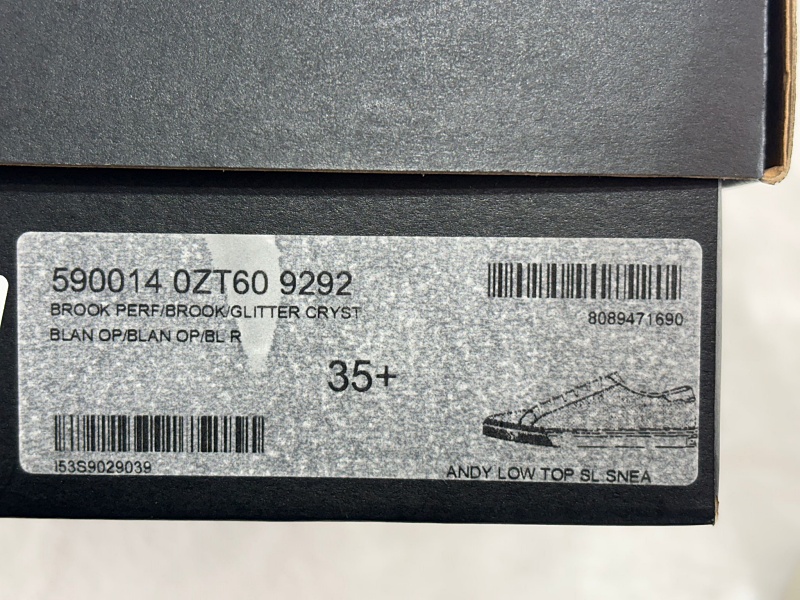 590014 0ZT60 9292
BROOK PERF/BROOK/GLITTER CRYST
BLAN OP/BLAN OP/BL R
8089471690
35+
I53S9029039
ANDY LOW TOP SL SNEA